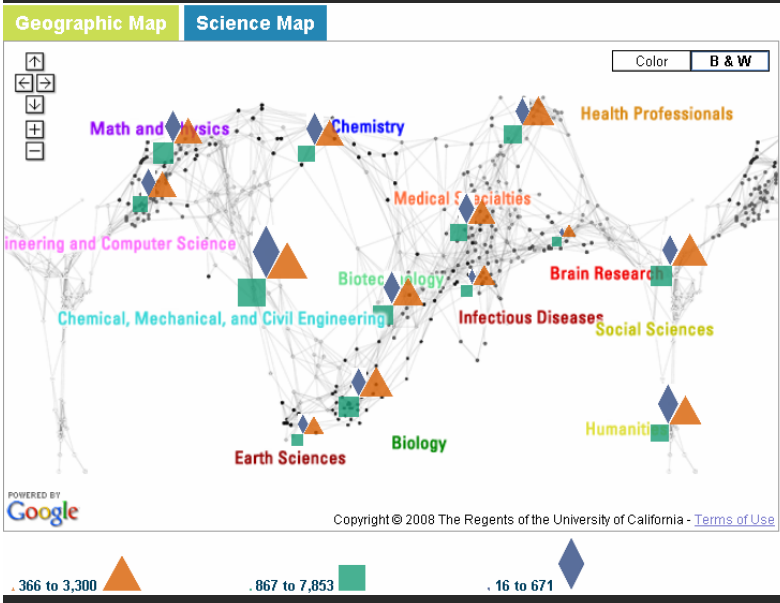 Geographic Map Science Map
Color B & W
Health Professionals
Math and Physics Chemistry
Medical Specialties
ineering and Computer Science
Biotechnology Brain Research
Chemical, Mechanical, and Civil Engineering
Infectious Diseases
Social Sciences
Humanities
Biology
Earth Sciences
POWERED BY
Google
Copyright © 2008 The Regents of the University of California - Terms of Use
366 to 3,300 867 to 7,853 16 to 671